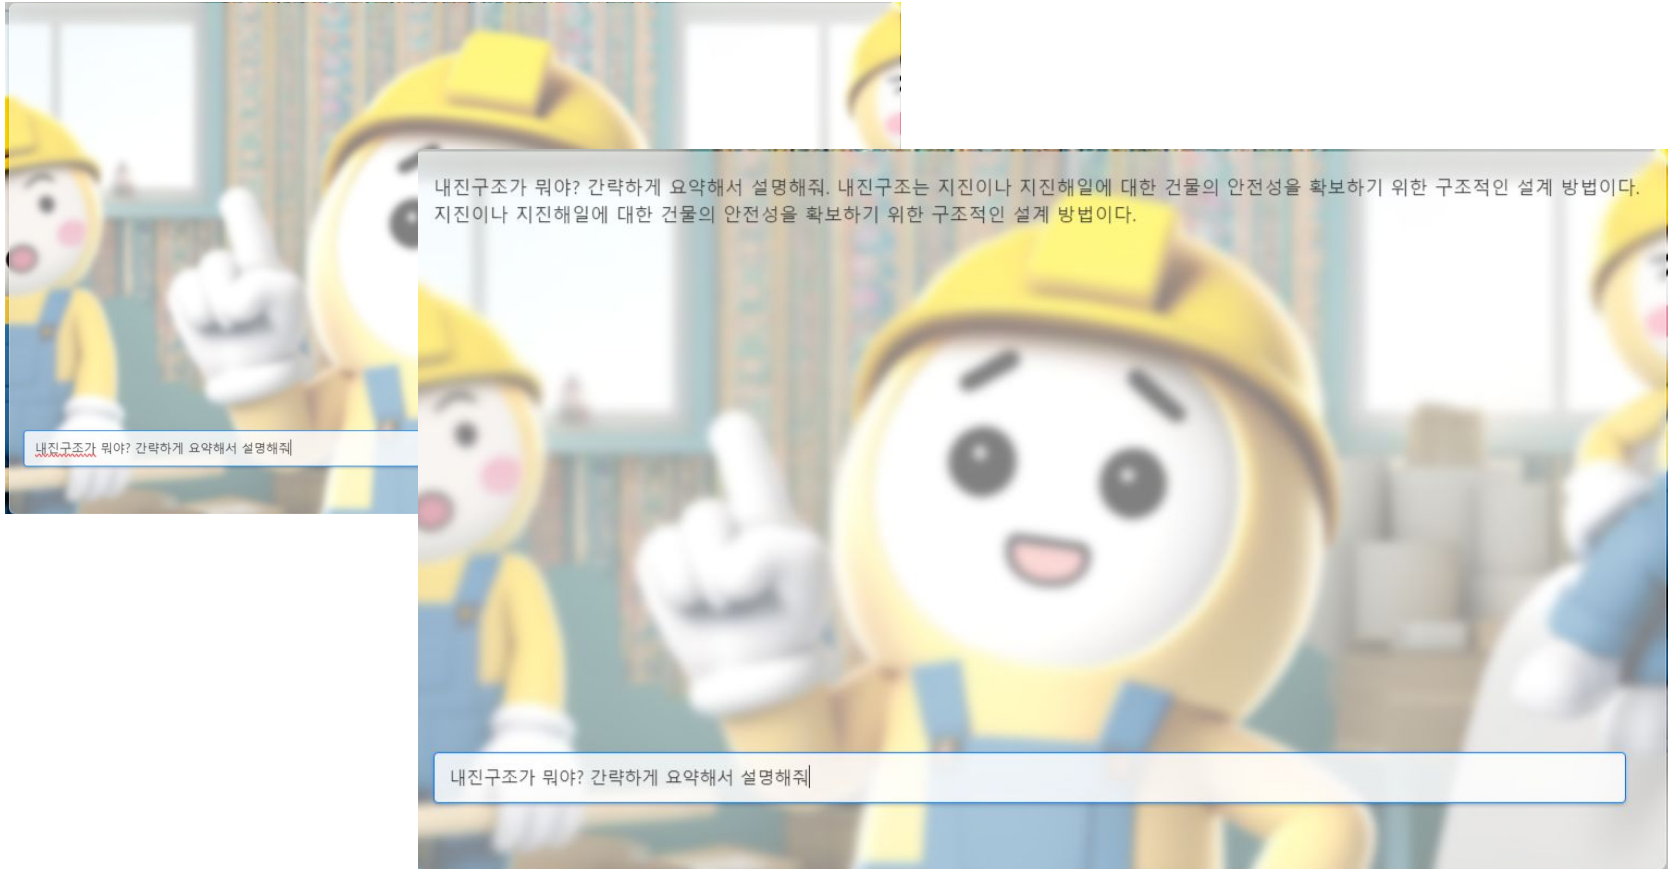 내진구조가 뭐야? 간략하게 요약해서 설명해줘
내진구조가 뭐야? 간략하게 요약해서 설명해줘. 내진구조는 지진이나 지진해일에 대한 건물의 안전성을 확보하기 위한 구조적인 설계 방법이다.
지진이나 지진해일에 대한 건물의 안전성을 확보하기 위한 구조적인 설계 방법이다.
내진구조가 뭐야? 간략하게 요약해서 설명해줘